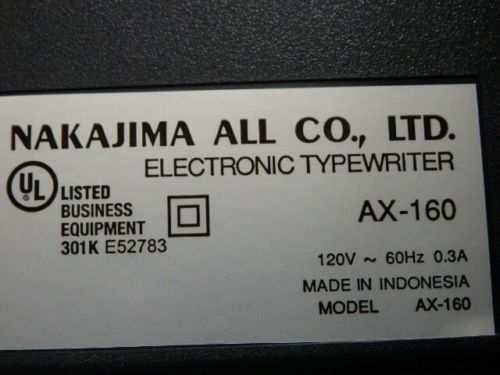 NAKAJIMA ALL CO., LTD.
ELECTRONIC TYPEWRITER
UL
LISTED
BUSINESS
EQUIPMENT
301K E52783
AX-160
120V ~ 60Hz 0.3A
MADE IN INDONESIA
MODEL AX-160